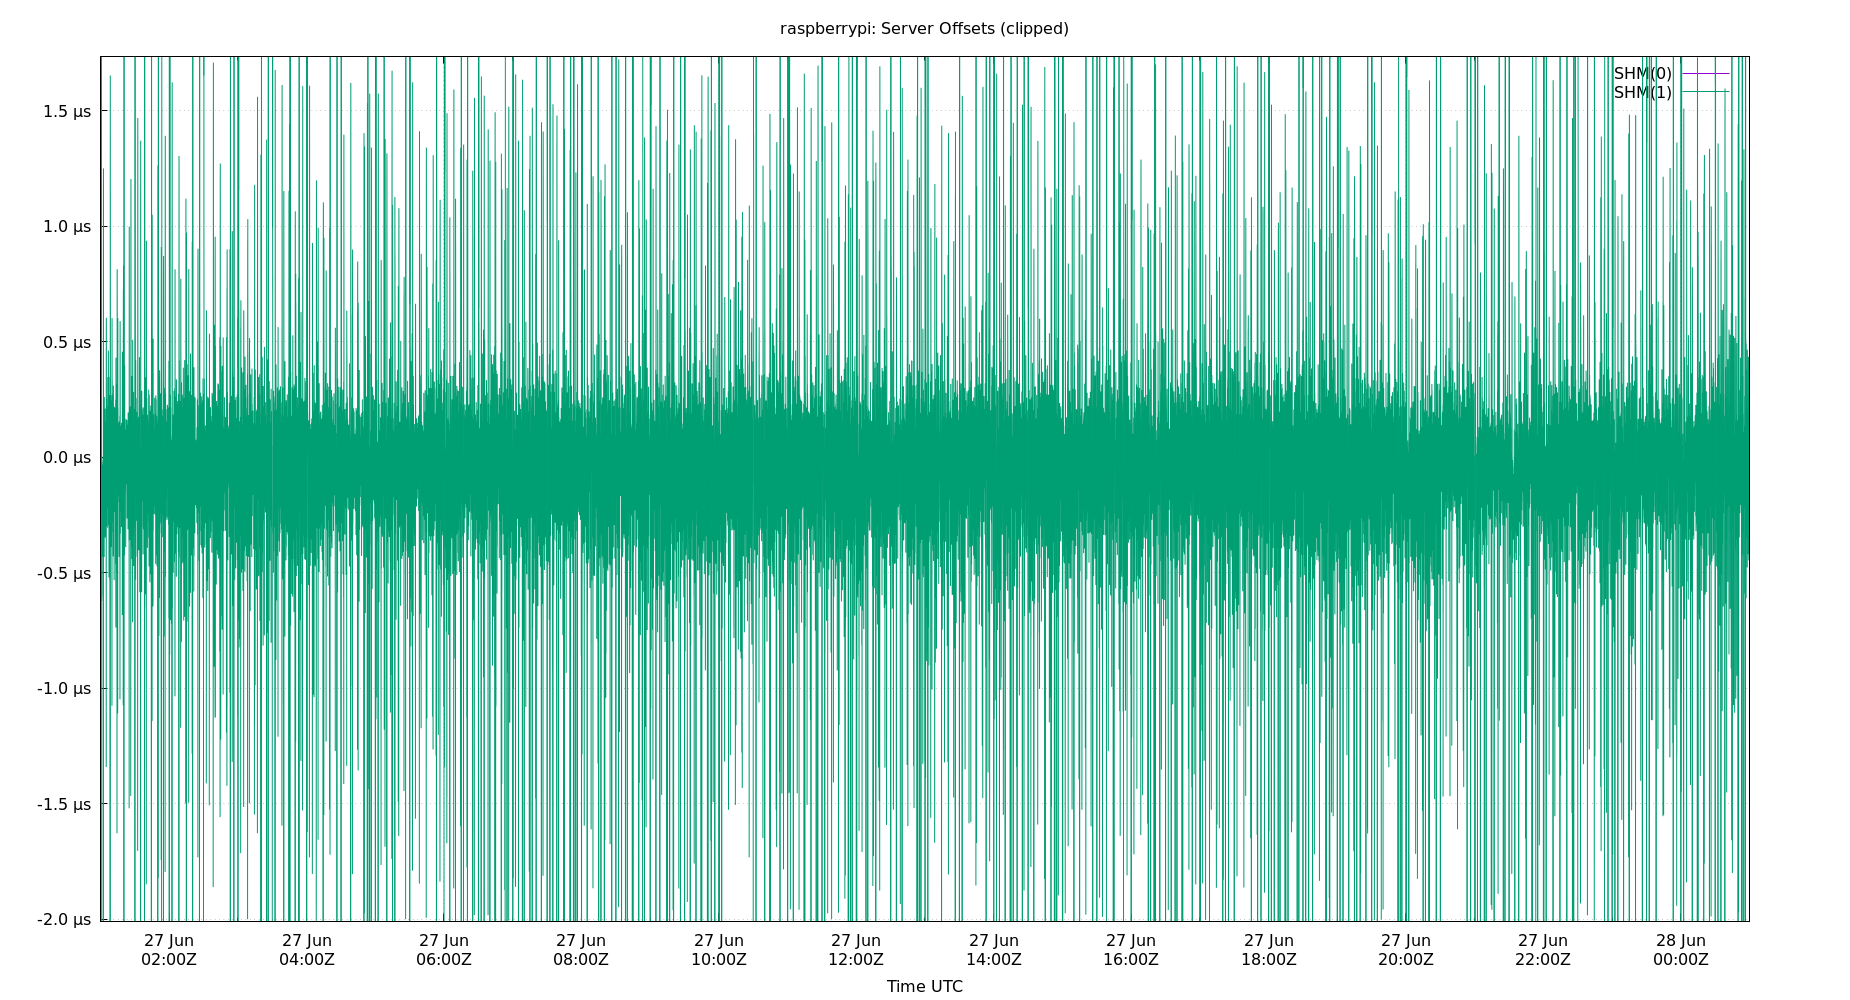 raspberrypi: Server Offsets (clipped)
SHM(0)
SHM(1)
1.5 µs
1.0 µs
0.5 µs
0.0 µs
-0.5 µs
-1.0 µs
-1.5 µs
-2.0 µs
27 Jun 27 Jun 27 Jun 27 Jun 27 Jun 27 Jun 27 Jun 27 Jun 27 Jun 27 Jun 27 Jun 28 Jun
02:00Z 04:00Z 06:00Z 08:00Z 10:00Z 12:00Z 14:00Z 16:00Z 18:00Z 20:00Z 22:00Z 00:00Z
Time UTC